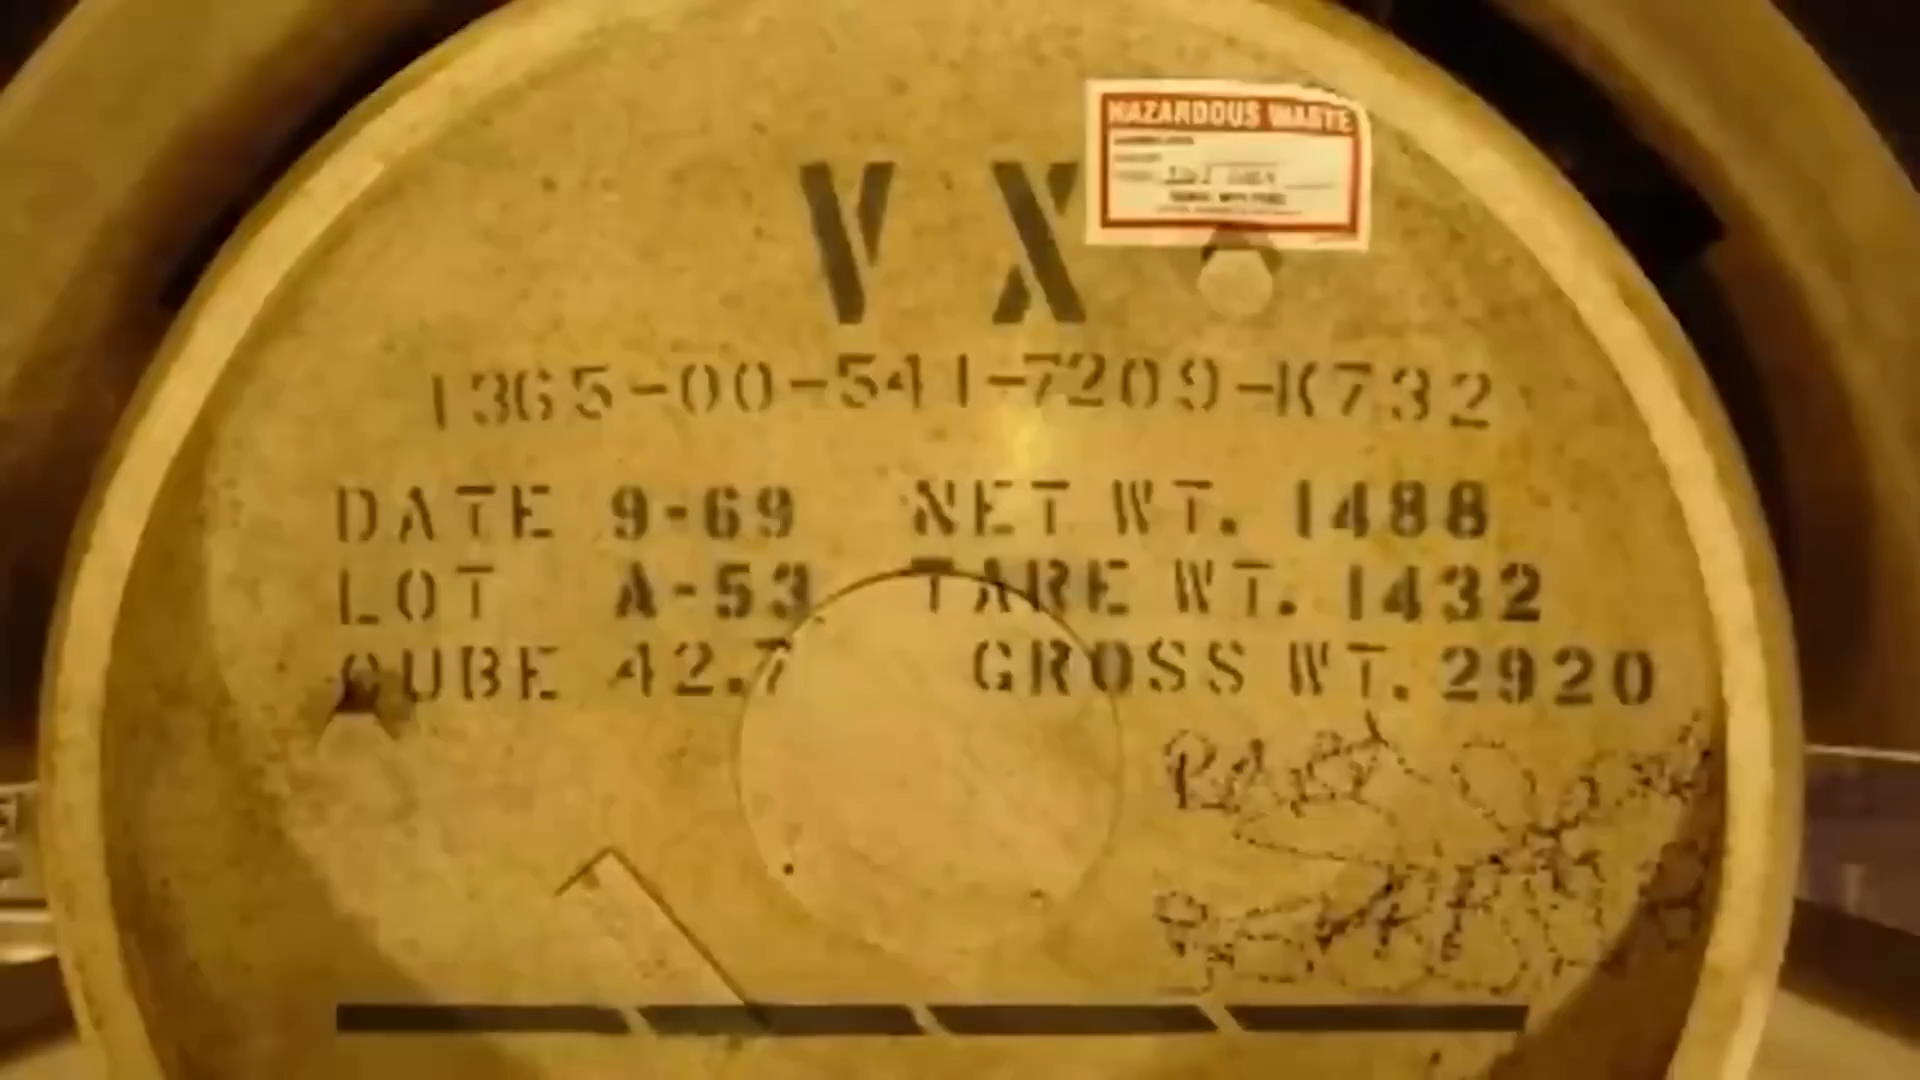 HAZARDOUS WASTE
VX
1365-00-541-7209-K732
DATE 9-69 NET WT. 1488
LOT A-53 TARE WT. 1432
CUBE 42.7 GROSS WT. 2920